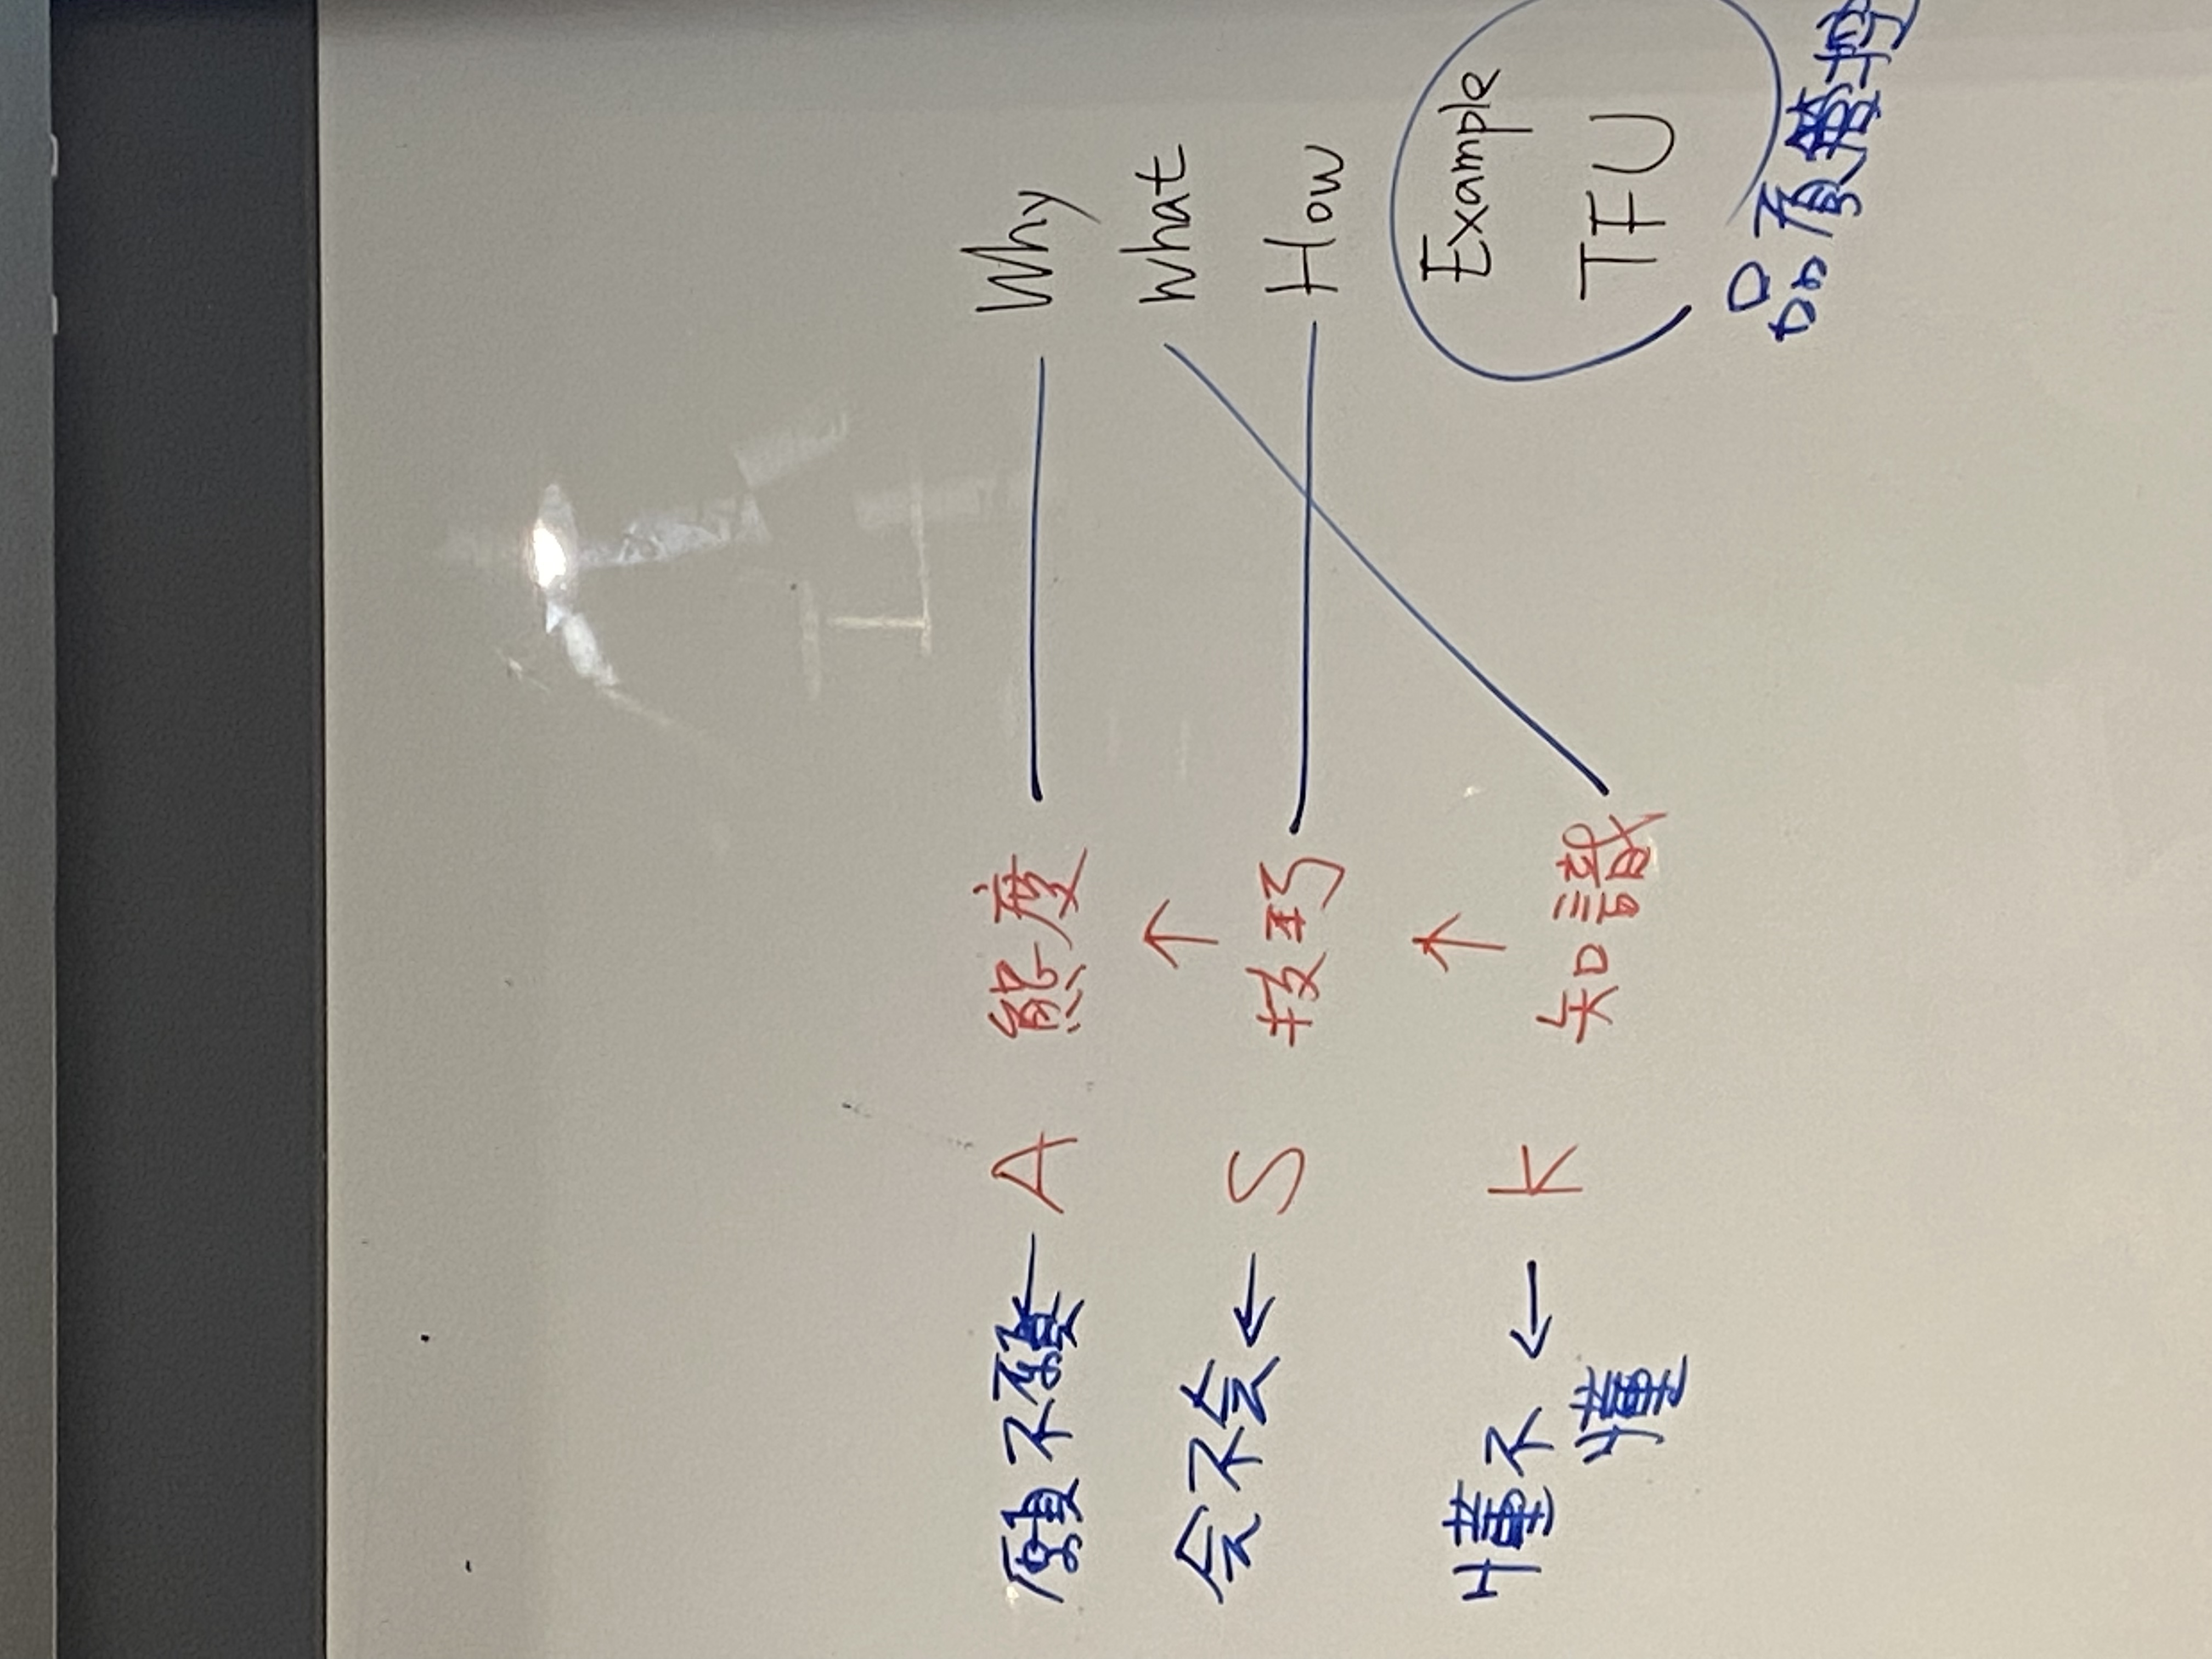 願不願 ← A 態度 Why
↑ what
会不会 ← S 技巧 How
↑ Example
懂不懂 ← K 知識 TFU
品質管控